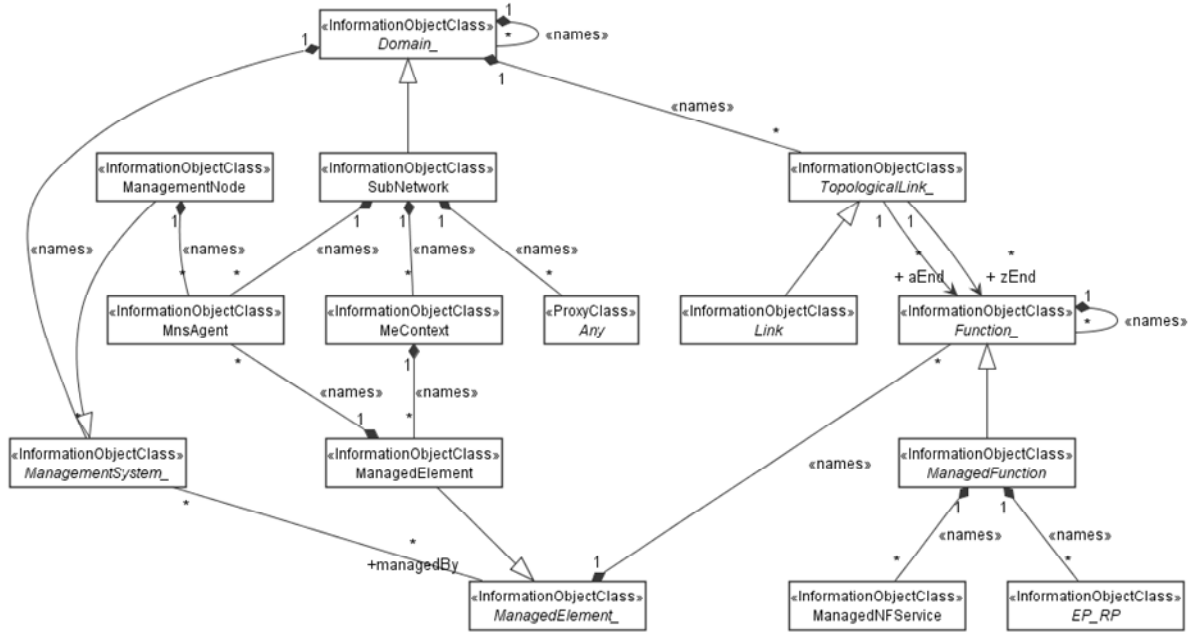 1
«InformationObjectClass»
Domain_
1
*
«names»
1
«names»
*
«InformationObjectClass»
ManagementNode
«InformationObjectClass»
SubNetwork
«InformationObjectClass»
TopologicalLink_
1
1
1
1
1
1
«names»
«names»
«names»
«names»
«names»
*
*
*
*
*
*
+ aEnd
+ zEnd
«InformationObjectClass»
MnsAgent
«InformationObjectClass»
MeContext
«ProxyClass»
Any
«InformationObjectClass»
Link
«InformationObjectClass»
Function_
1
*
«names»
*
1
*
«names»
«names»
*
1
*
«InformationObjectClass»
ManagementSystem_
«InformationObjectClass»
ManagedElement
«names»
«InformationObjectClass»
ManagedFunction
*
1
1
*
«names»
«names»
+managedBy
1
*
*
«InformationObjectClass»
ManagedElement_
«InformationObjectClass»
ManagedNFService
«InformationObjectClass»
EP_RP